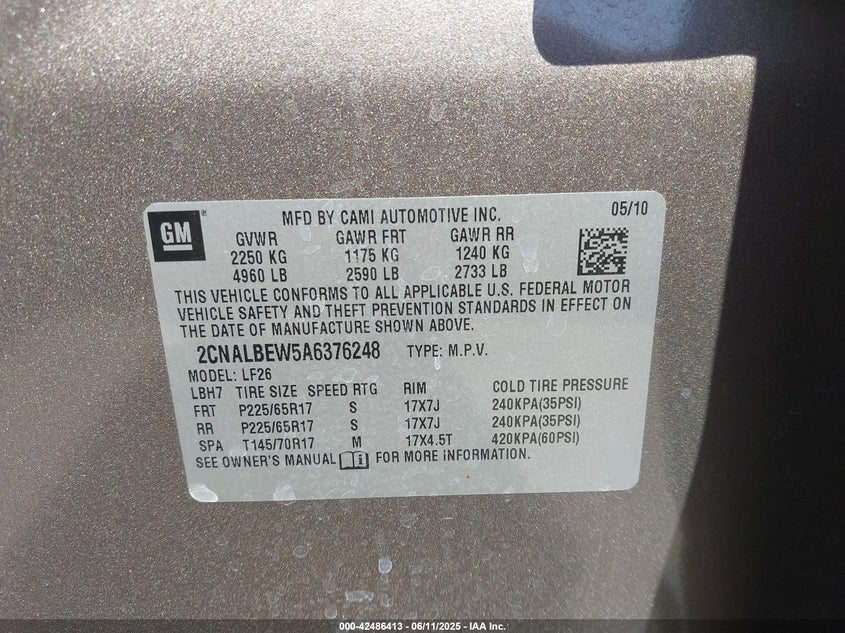 GM
MFD BY CAMI AUTOMOTIVE INC. 05/10
GVWR GAWR FRT GAWR RR
2250 KG 1175 KG 1240 KG
4960 LB 2590 LB 2733 LB
THIS VEHICLE CONFORMS TO ALL APPLICABLE U.S. FEDERAL MOTOR
VEHICLE SAFETY AND THEFT PREVENTION STANDARDS IN EFFECT ON
THE DATE OF MANUFACTURE SHOWN ABOVE.
2CNALBEW5A6376248 TYPE: M.P.V.
MODEL: LF26
LBH7 TIRE SIZE SPEED RTG RIM COLD TIRE PRESSURE
FRT P225/65R17 S 17X7J 240KPA(35PSI)
RR P225/65R17 S 17X7J 240KPA(35PSI)
SPA T145/70R17 M 17X4.5T 420KPA(60PSI)
SEE OWNER'S MANUAL i FOR MORE INFORMATION.
000-42486413 - 06/11/2025 - IAA Inc.